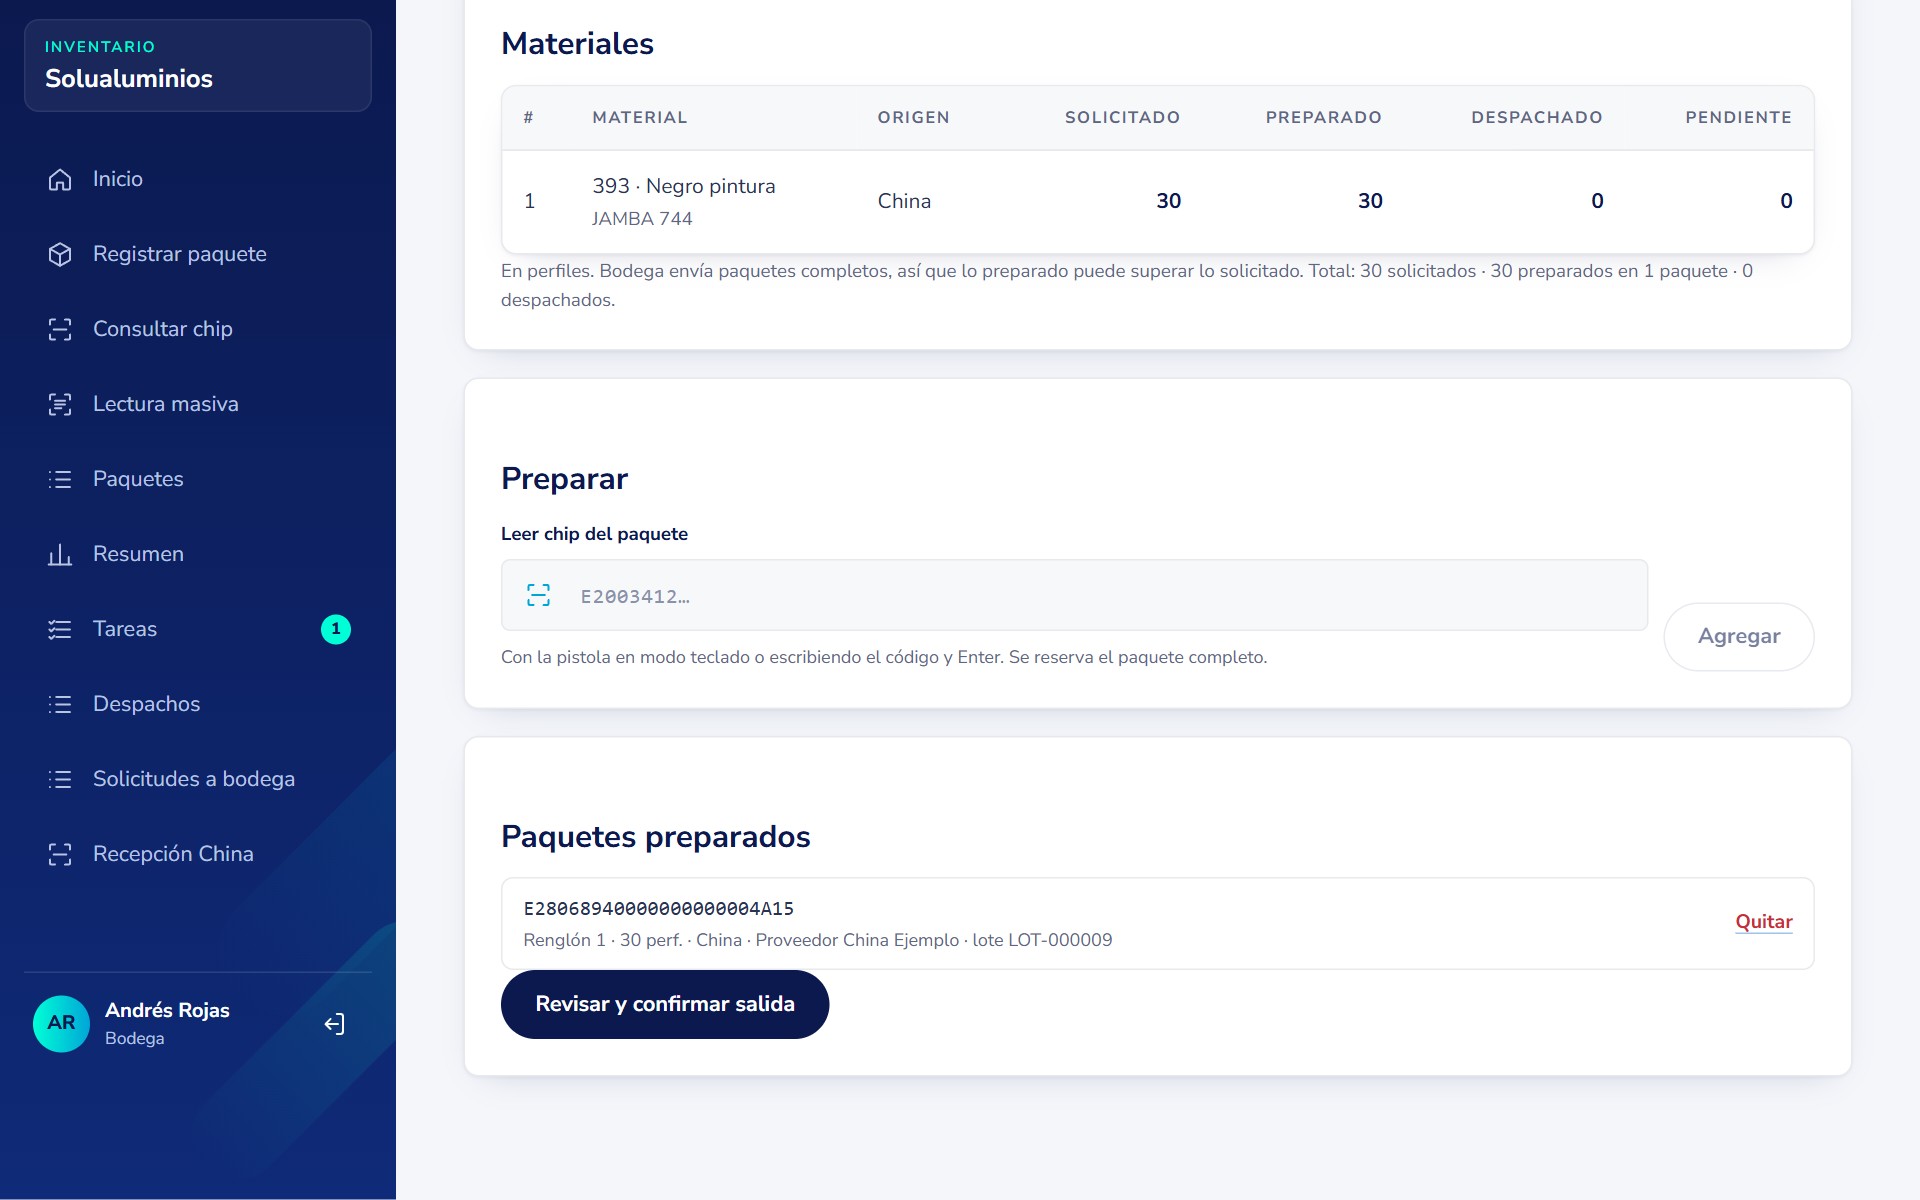 INVENTARIO
Solualuminios
Inicio
Registrar paquete
Consultar chip
Lectura masiva
Paquetes
Resumen
Tareas 1
Despachos
Solicitudes a bodega
Recepción China
AR
Andrés Rojas
Bodega
Materiales
# MATERIAL ORIGEN SOLICITADO PREPARADO DESPACHADO PENDIENTE
1 393 · Negro pintura China 30 30 0 0
JAMBA 744
En perfiles. Bodega envía paquetes completos, así que lo preparado puede superar lo solicitado. Total: 30 solicitados · 30 preparados en 1 paquete · 0
despachados.
Preparar
Leer chip del paquete
E2003412…
Agregar
Con la pistola en modo teclado o escribiendo el código y Enter. Se reserva el paquete completo.
Paquetes preparados
E28068940000000000004A15
Renglón 1 · 30 perf. · China · Proveedor China Ejemplo · lote LOT-000009
Quitar
Revisar y confirmar salida